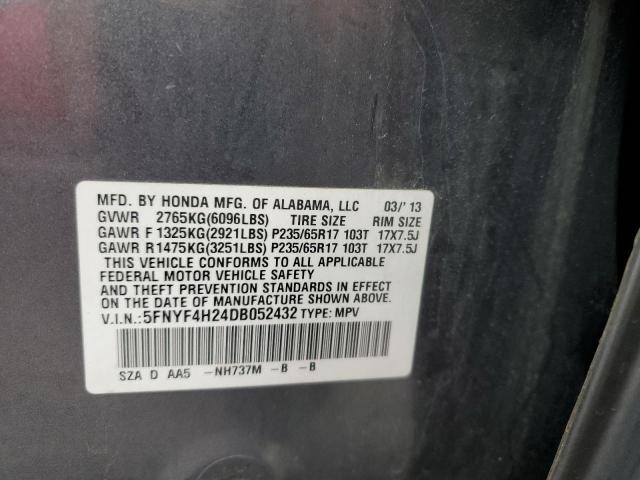 MFD. BY HONDA MFG. OF ALABAMA, LLC 03/'13
GVWR 2765KG(6096LBS) TIRE SIZE RIM SIZE
GAWR F 1325KG(2921LBS) P235/65R17 103T 17X7.5J
GAWR R 1475KG(3251LBS) P235/65R17 103T 17X7.5J
THIS VEHICLE CONFORMS TO ALL APPLICABLE
FEDERAL MOTOR VEHICLE SAFETY
AND THEFT PREVENTION STANDARDS IN EFFECT
ON THE DATE OF MANUFACTURE SHOWN ABOVE.
V.I.N.: 5FNYF4H24DB052432 TYPE: MPV
SZA D AA5 -NH737M -B -B